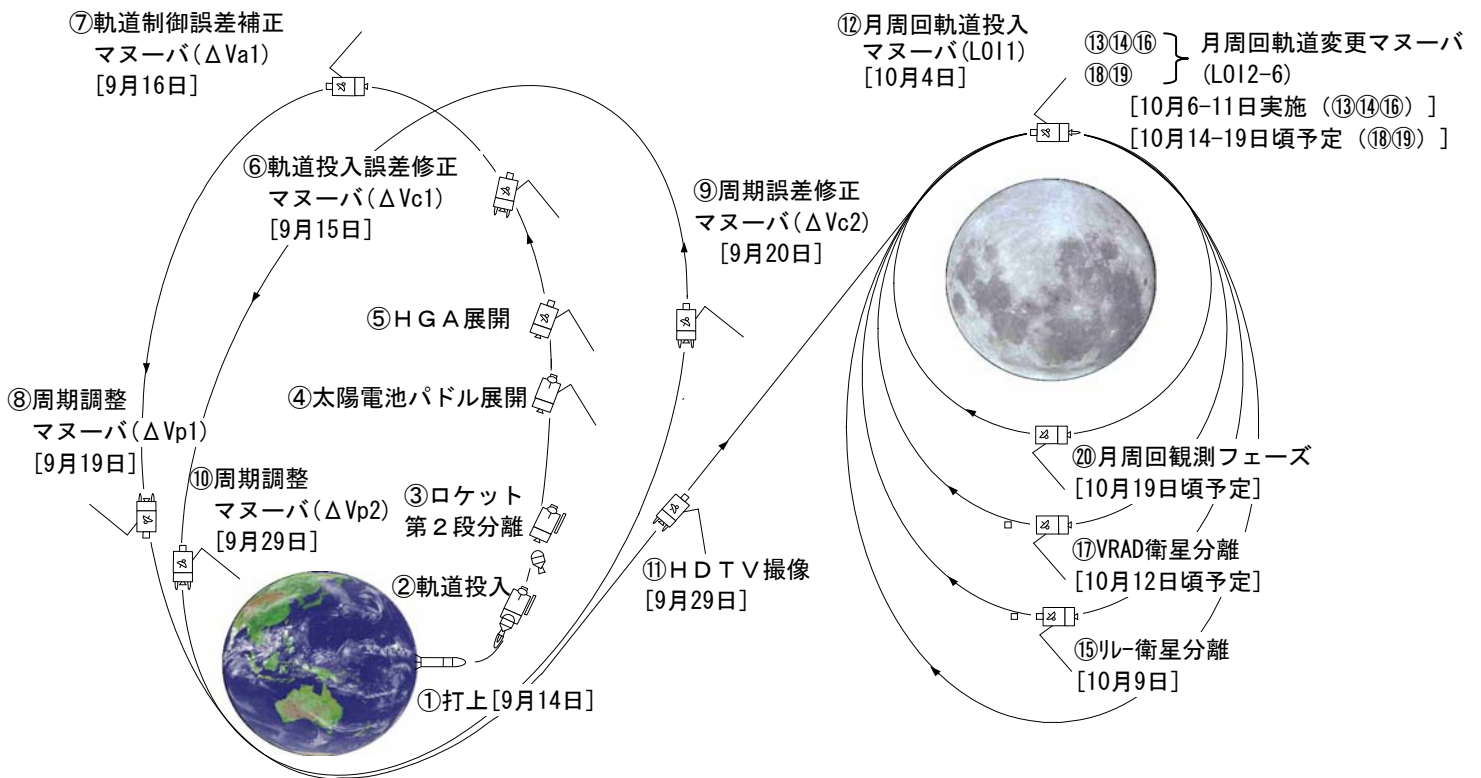 ⑦軌道制御誤差補正
マヌーバ(ΔVa1)
[9月16日]
⑫月周回軌道投入
マヌーバ(LOI1)
[10月4日]
⑬⑭⑯
⑱⑲
月周回軌道変更マヌーバ
(LOI2-6)
[10月6-11日実施 (⑬⑭⑯) ]
[10月14-19日頃予定 (⑱⑲) ]
⑥軌道投入誤差修正
マヌーバ(ΔVc1)
[9月15日]
⑨周期誤差修正
マヌーバ(ΔVc2)
[9月20日]
⑤HGA展開
④太陽電池パドル展開
⑧周期調整
マヌーバ(ΔVp1)
[9月19日]
⑩周期調整
マヌーバ(ΔVp2)
[9月29日]
③ロケット
第2段分離
②軌道投入
①打上[9月14日]
⑪HDTV撮像
[9月29日]
⑳月周回観測フェーズ
[10月19日頃予定]
⑰VRAD衛星分離
[10月12日頃予定]
⑮リレー衛星分離
[10月9日]